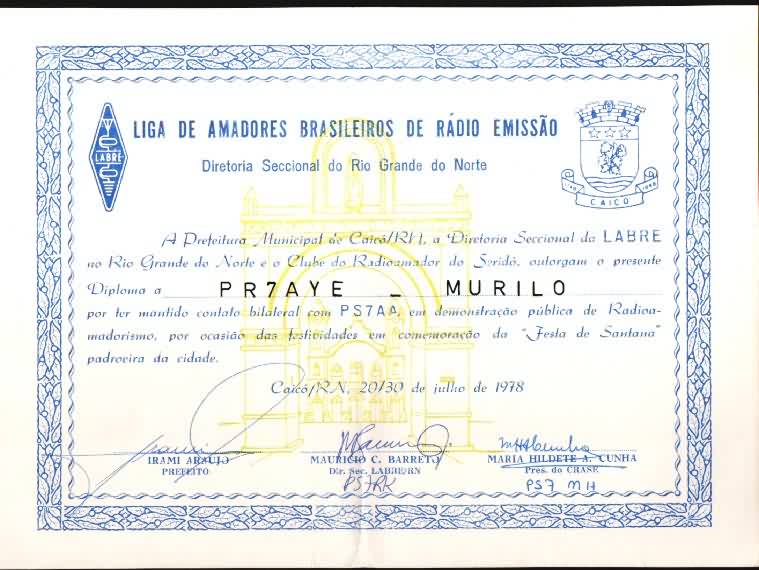 LIGA DE AMADORES BRASILEIROS DE RÁDIO EMISSÃO
LABRE
Diretoria Seccional do Rio Grande do Norte
CAICÓ
A Prefeitura Municipal de Caicó/RN, a Diretoria Seccional da LABRE
no Rio Grande do Norte e o Clube do Radioamador do Seridó, outorgam o presente
Diploma a PR7AYE _ MURILO
por ter mantido contato bilateral com PS7AA, em demonstração pública de Radioa-
madorismo, por ocasião das festividades em comemoração da "Festa de Santana"
padroeira da cidade.
Caicó/RN, 20/30 de julho de 1978
IRAMI ARAUJO
PREFEITO
MAURICIO C. BARRETO
Dir. Sec. LABRE/RN
PS7RK
MARIA HILDETE A. CUNHA
Pres. do CRASE
PS7 MH